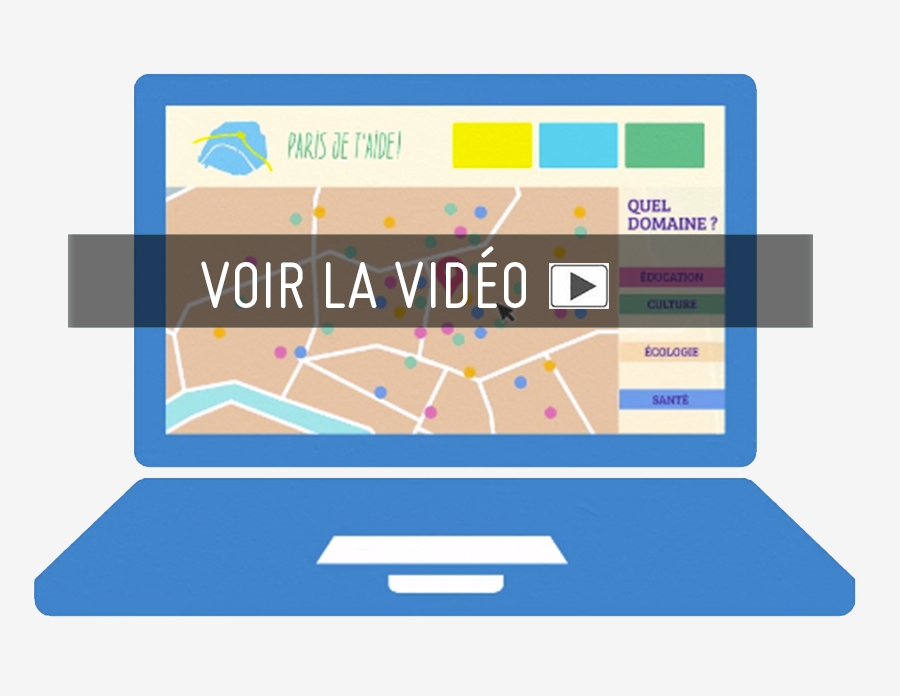 PARIS JE T'AIDE!
QUEL
DOMAINE ?
VOIR LA VIDÉO
ÉDUCATION
CULTURE
ÉCOLOGIE
SANTÉ